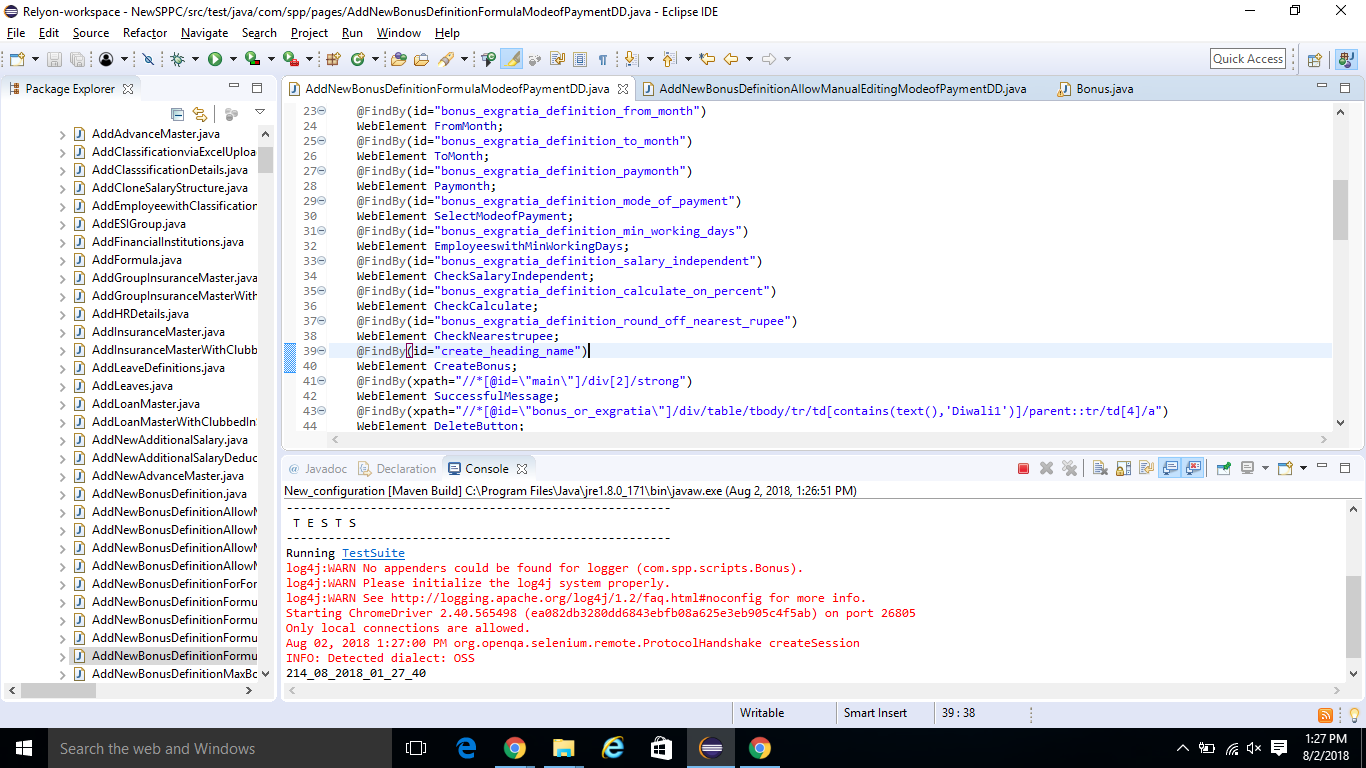 Relyon-workspace - NewSPPC/src/test/java/com/spp/pages/AddNewBonusDefinitionFormulaModeofPaymentDD.java - Eclipse IDE
File Edit Source Refactor Navigate Search Project Run Window Help
Quick Access
Package Explorer
AddNewBonusDefinitionFormulaModeofPaymentDD.java
AddNewBonusDefinitionAllowManualEditingModeofPaymentDD.java
Bonus.java
AddAdvanceMaster.java
AddClassificationviaExcelUploa
AddClasssificationDetails.java
AddCloneSalaryStructure.java
AddEmployeewithClassification
AddESIGroup.java
AddFinancialInstitutions.java
AddFormula.java
AddGroupInsuranceMaster.java
AddGroupInsuranceMasterWith
AddHRDetails.java
AddInsuranceMaster.java
AddInsuranceMasterWithClubb
AddLeaveDefinitions.java
AddLeaves.java
AddLoanMaster.java
AddLoanMasterWithClubbedIn
AddNewAdditionalSalary.java
AddNewAdditionalSalaryDeduc
AddNewAdvanceMaster.java
AddNewBonusDefinition.java
AddNewBonusDefinitionAllowM
AddNewBonusDefinitionAllowM
AddNewBonusDefinitionAllowM
AddNewBonusDefinitionAllowM
AddNewBonusDefinitionForFor
AddNewBonusDefinitionFormu
AddNewBonusDefinitionFormu
AddNewBonusDefinitionFormu
AddNewBonusDefinitionFormu
AddNewBonusDefinitionMaxBo
23 @FindBy(id="bonus_exgratia_definition_from_month")
24 WebElement FromMonth;
25 @FindBy(id="bonus_exgratia_definition_to_month")
26 WebElement ToMonth;
27 @FindBy(id="bonus_exgratia_definition_paymonth")
28 WebElement Paymonth;
29 @FindBy(id="bonus_exgratia_definition_mode_of_payment")
30 WebElement SelectModeofPayment;
31 @FindBy(id="bonus_exgratia_definition_min_working_days")
32 WebElement EmployeeswithMinWorkingDays;
33 @FindBy(id="bonus_exgratia_definition_salary_independent")
34 WebElement CheckSalaryIndependent;
35 @FindBy(id="bonus_exgratia_definition_calculate_on_percent")
36 WebElement CheckCalculate;
37 @FindBy(id="bonus_exgratia_definition_round_off_nearest_rupee")
38 WebElement CheckNearestrupee;
39 @FindBy(id="create_heading_name")
40 WebElement CreateBonus;
41 @FindBy(xpath="//*[@id=\"main\"]/div[2]/strong")
42 WebElement SuccessfulMessage;
43 @FindBy(xpath="//*[@id=\"bonus_or_exgratia\"]/div/table/tbody/tr/td[contains(text(),'Diwali1')]/parent::tr/td[4]/a")
44 WebElement DeleteButton;
@ Javadoc Declaration Console
New_configuration [Maven Build] C:\Program Files\Java\jre1.8.0_171\bin\javaw.exe (Aug 2, 2018, 1:26:51 PM)
-------------------------------------------------------
T E S T S
-------------------------------------------------------
Running TestSuite
log4j:WARN No appenders could be found for logger (com.spp.scripts.Bonus).
log4j:WARN Please initialize the log4j system properly.
log4j:WARN See http://logging.apache.org/log4j/1.2/faq.html#noconfig for more info.
Starting ChromeDriver 2.40.565498 (ea082db3280dd6843ebfb08a625e3eb905c4f5ab) on port 26805
Only local connections are allowed.
Aug 02, 2018 1:27:00 PM org.openqa.selenium.remote.ProtocolHandshake createSession
INFO: Detected dialect: OSS
214_08_2018_01_27_40
Writable Smart Insert 39 : 38
Search the web and Windows
1:27 PM
8/2/2018